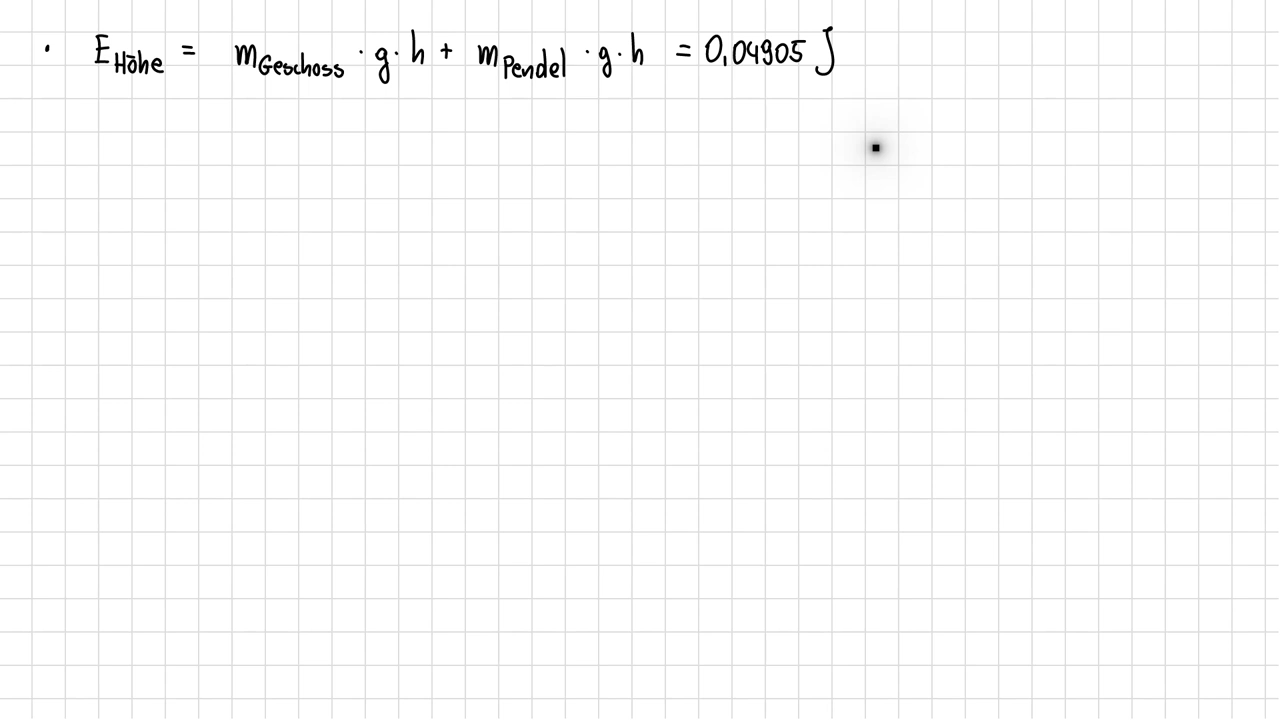 · E_Höhe = m_Geschoss · g · h + m_Pendel · g · h = 0,04905 J